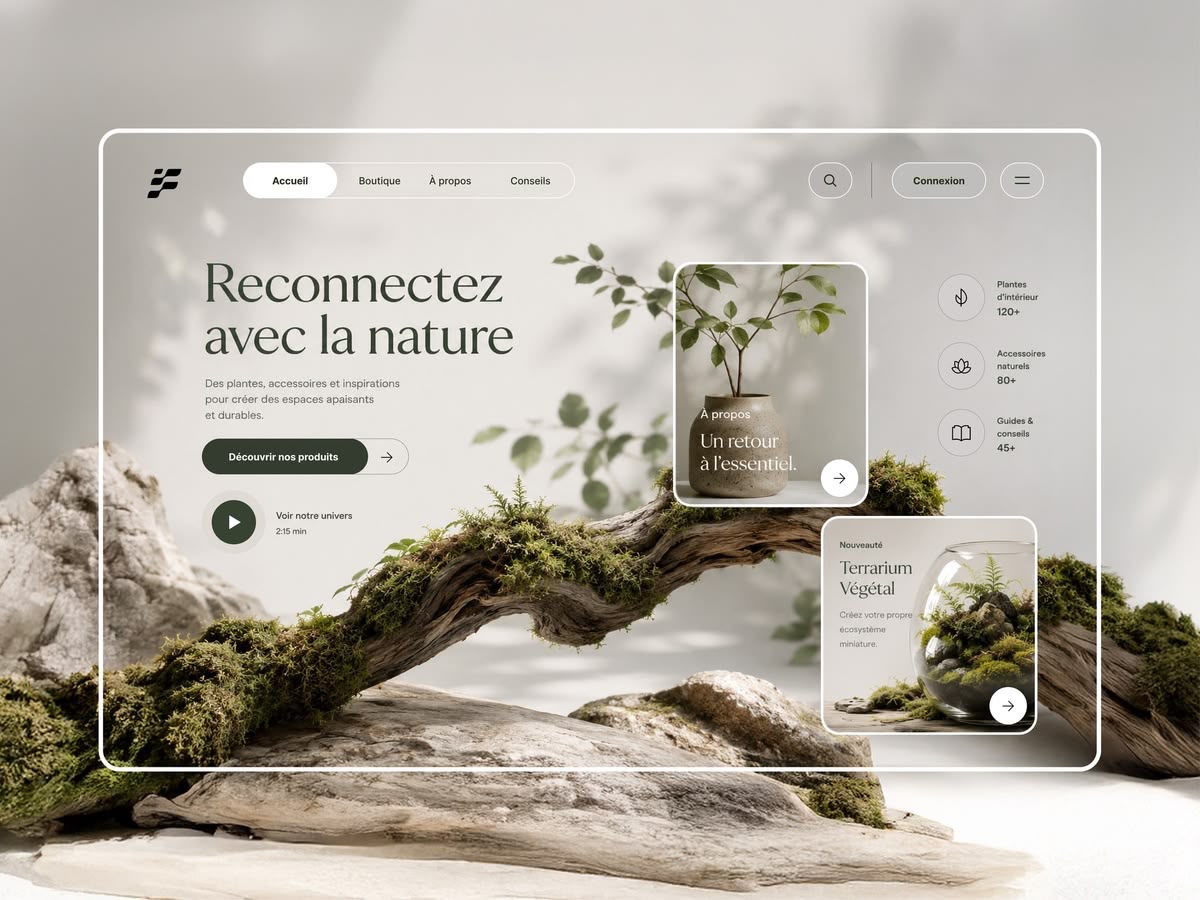 Accueil
Boutique
À propos
Conseils
Connexion
Reconnectez
avec la nature
Des plantes, accessoires et inspirations
pour créer des espaces apaisants
et durables.
Découvrir nos produits
Voir notre univers
2:15 min
À propos
Un retour
à l'essentiel.
Plantes
d'intérieur
120+
Accessoires
naturels
80+
Guides &
conseils
45+
Nouveauté
Terrarium
Végétal
Créez votre propre
écosystème
miniature.